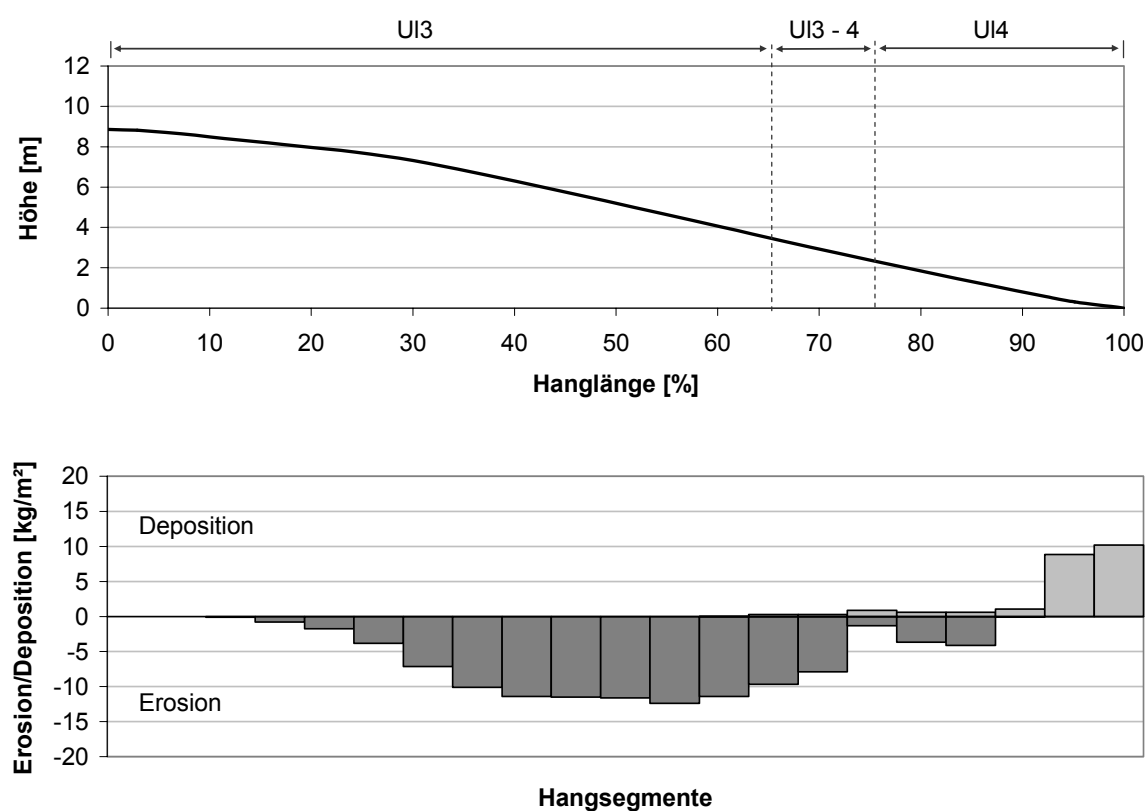 Ul3 Ul3 - 4 Ul4
12
10
8
6
4
2
0
Höhe [m]
0 10 20 30 40 50 60 70 80 90 100
Hanglänge [%]
20
15
10
5
0
-5
-10
-15
-20
Erosion/Deposition [kg/m²]
Deposition
Erosion
Hangsegmente